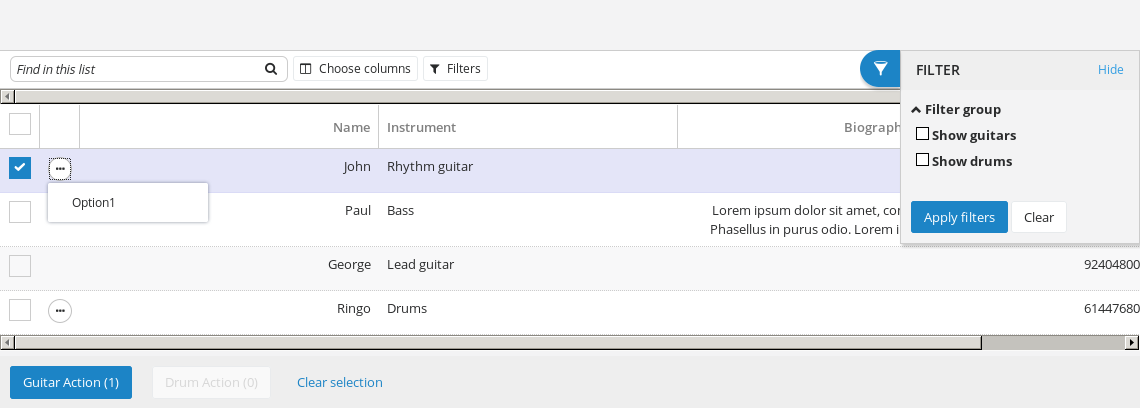 Find in this list
Choose columns
Filters
FILTER
Hide
Filter group
Show guitars
Show drums
Apply filters
Clear
Name
Instrument
Biograph
John
Rhythm guitar
Option1
Paul
Bass
Lorem ipsum dolor sit amet, con
Phasellus in purus odio. Lorem i
George
Lead guitar
92404800
Ringo
Drums
61447680
Guitar Action (1)
Drum Action (0)
Clear selection